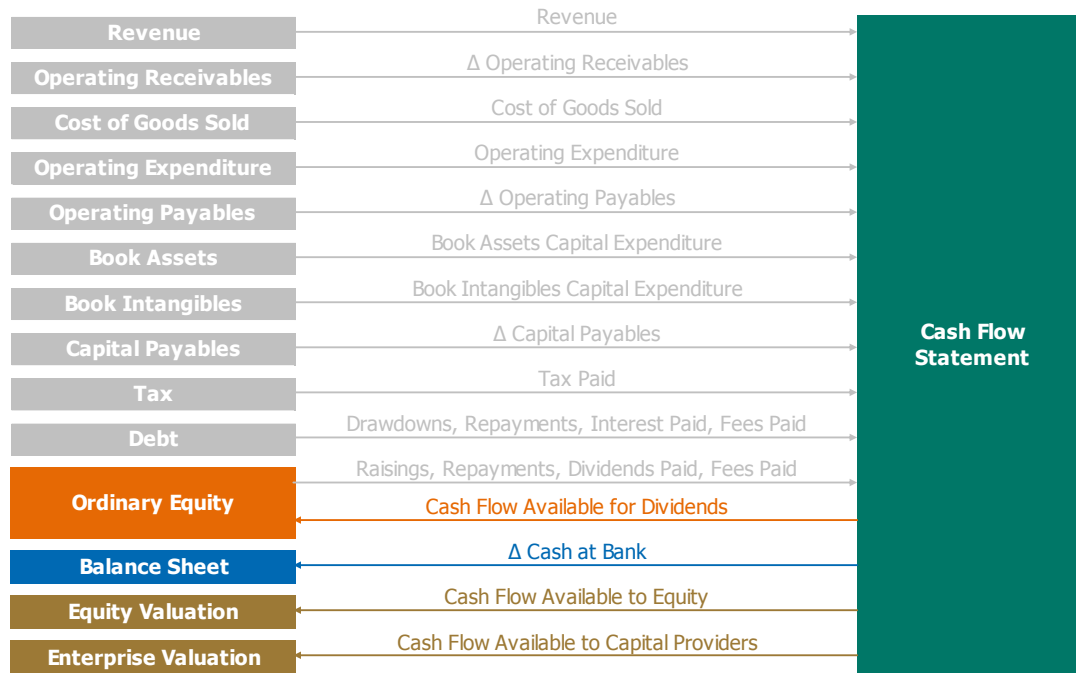 Revenue
Revenue
Operating Receivables
Δ Operating Receivables
Cost of Goods Sold
Cost of Goods Sold
Operating Expenditure
Operating Expenditure
Operating Payables
Δ Operating Payables
Book Assets
Book Assets Capital Expenditure
Book Intangibles
Book Intangibles Capital Expenditure
Capital Payables
Δ Capital Payables
Tax
Tax Paid
Debt
Drawdowns, Repayments, Interest Paid, Fees Paid
Ordinary Equity
Raisings, Repayments, Dividends Paid, Fees Paid
Cash Flow Available for Dividends
Balance Sheet
Δ Cash at Bank
Equity Valuation
Cash Flow Available to Equity
Enterprise Valuation
Cash Flow Available to Capital Providers
Cash Flow
Statement